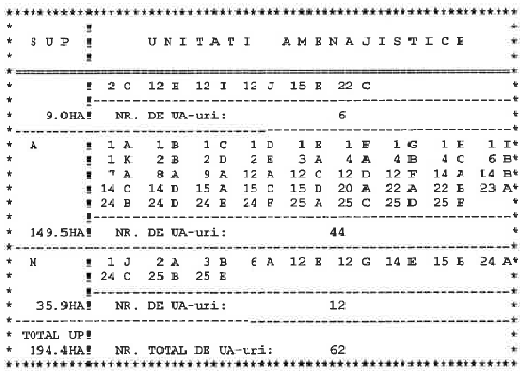 SUP ! UNITATI AMENAJISTICE
! 2 C 12 E 12 I 12 J 15 E 22 C
9.0HA! NR. DE UA-uri: 6
A ! 1 A 1 B 1 C 1 D 1 E 1 F 1 G 1 H 1 I
! 1 K 2 B 2 D 2 E 3 A 4 A 4 B 4 C 6 B
! 7 A 8 A 9 A 12 A 12 C 12 D 12 F 14 A 14 B
! 14 C 14 D 15 A 15 C 15 D 20 A 22 A 22 B 23 A
! 24 B 24 D 24 E 24 F 25 A 25 C 25 D 25 F
149.5HA! NR. DE UA-uri: 44
M ! 1 J 2 A 3 B 6 A 12 B 12 G 14 E 15 B 24 A
! 24 C 25 B 25 E
35.9HA! NR. DE UA-uri: 12
TOTAL UP!
194.4HA! NR. TOTAL DE UA-uri: 62